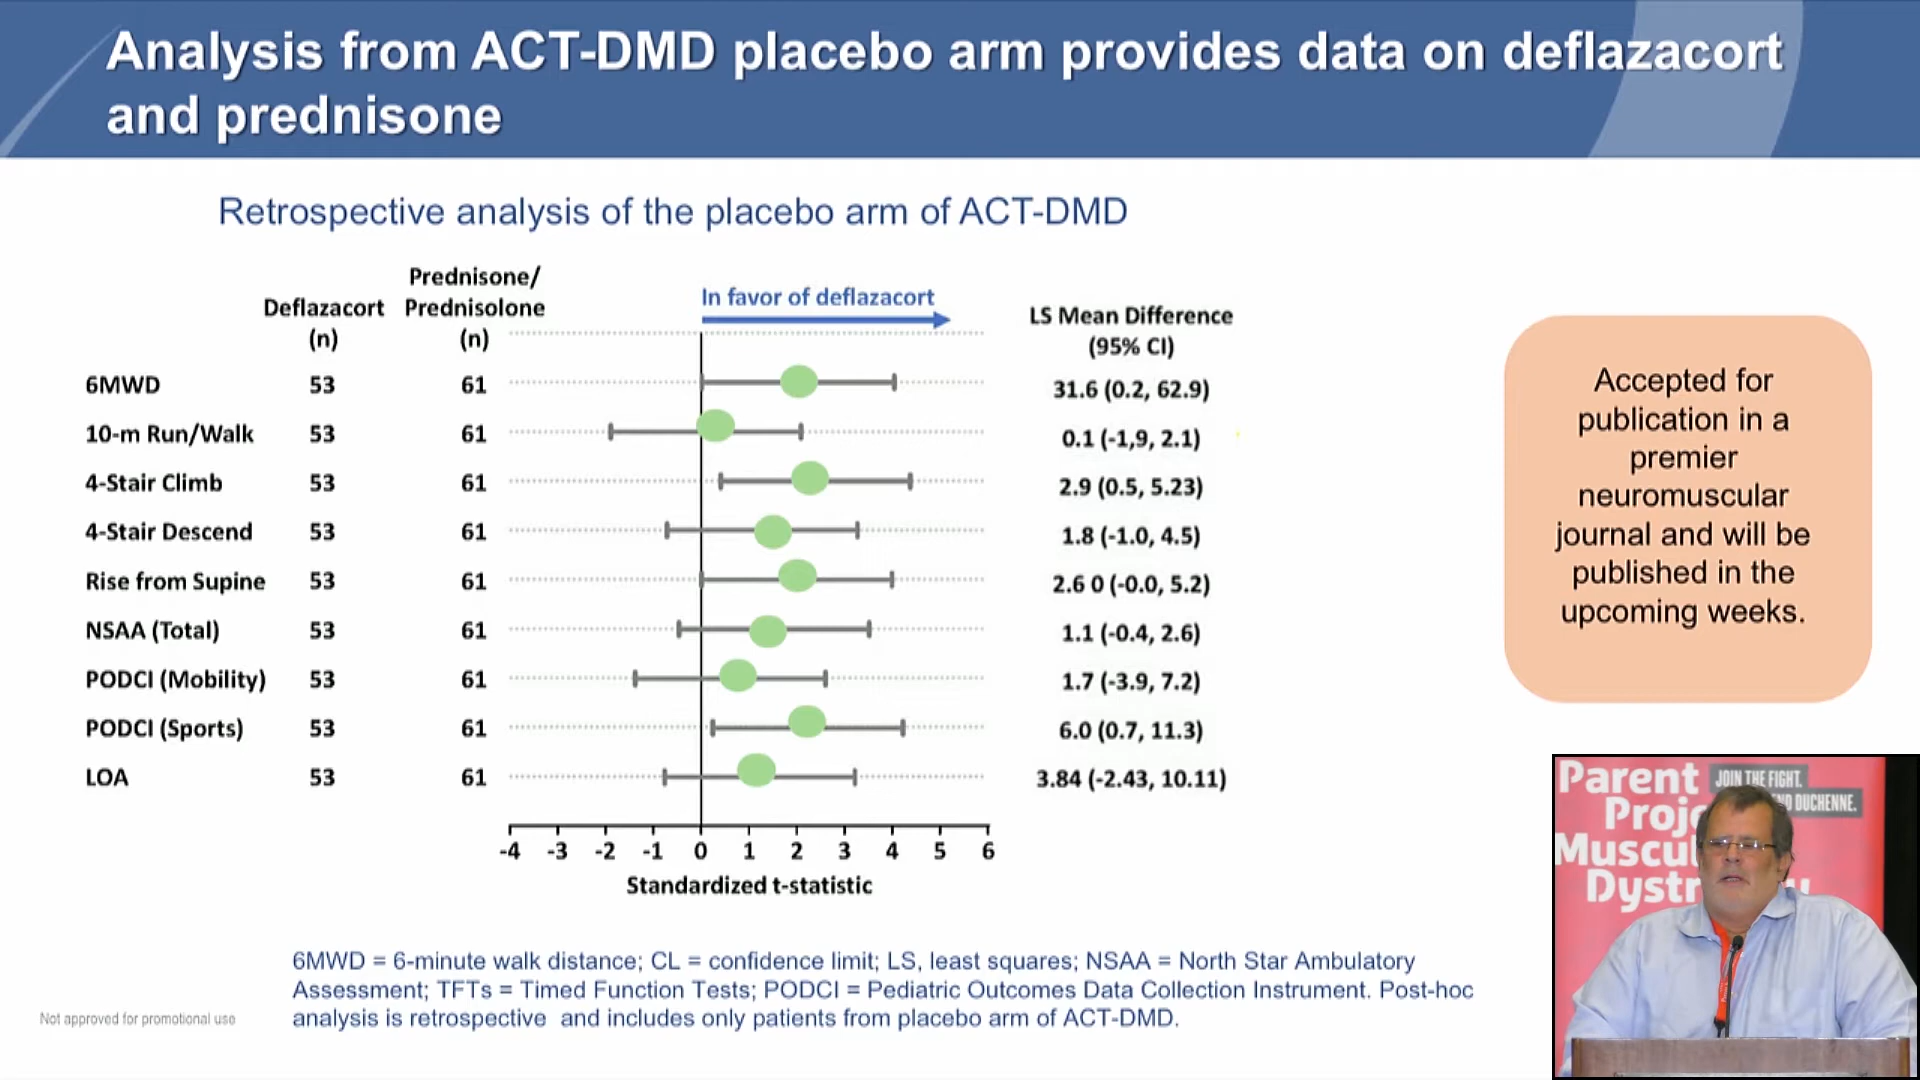 Analysis from ACT-DMD placebo arm provides data on deflazacort
and prednisone
Retrospective analysis of the placebo arm of ACT-DMD
Deflazacort
(n)
Prednisone/
Prednisolone
(n)
In favor of deflazacort
LS Mean Difference
(95% CI)
6MWD 53 61 31.6 (0.2, 62.9)
10-m Run/Walk 53 61 0.1 (-1,9, 2.1)
4-Stair Climb 53 61 2.9 (0.5, 5.23)
4-Stair Descend 53 61 1.8 (-1.0, 4.5)
Rise from Supine 53 61 2.6 0 (-0.0, 5.2)
NSAA (Total) 53 61 1.1 (-0.4, 2.6)
PODCI (Mobility) 53 61 1.7 (-3.9, 7.2)
PODCI (Sports) 53 61 6.0 (0.7, 11.3)
LOA 53 61 3.84 (-2.43, 10.11)
-4 -3 -2 -1 0 1 2 3 4 5 6
Standardized t-statistic
Accepted for
publication in a
premier
neuromuscular
journal and will be
published in the
upcoming weeks.
6MWD = 6-minute walk distance; CL = confidence limit; LS, least squares; NSAA = North Star Ambulatory
Assessment; TFTs = Timed Function Tests; PODCI = Pediatric Outcomes Data Collection Instrument. Post-hoc
analysis is retrospective and includes only patients from placebo arm of ACT-DMD.
Not approved for promotional use
Parent
JOIN THE FIGHT.
DUCHENNE.